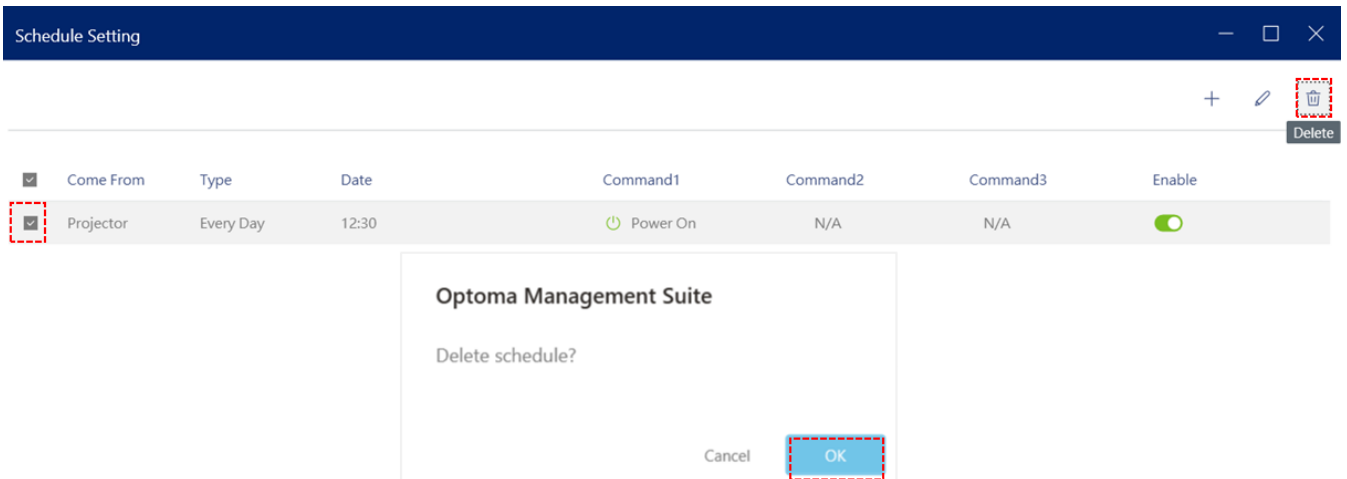 Schedule Setting
Delete
Come From Type Date Command1 Command2 Command3 Enable
Projector Every Day 12:30 Power On N/A N/A
Optoma Management Suite
Delete schedule?
Cancel OK